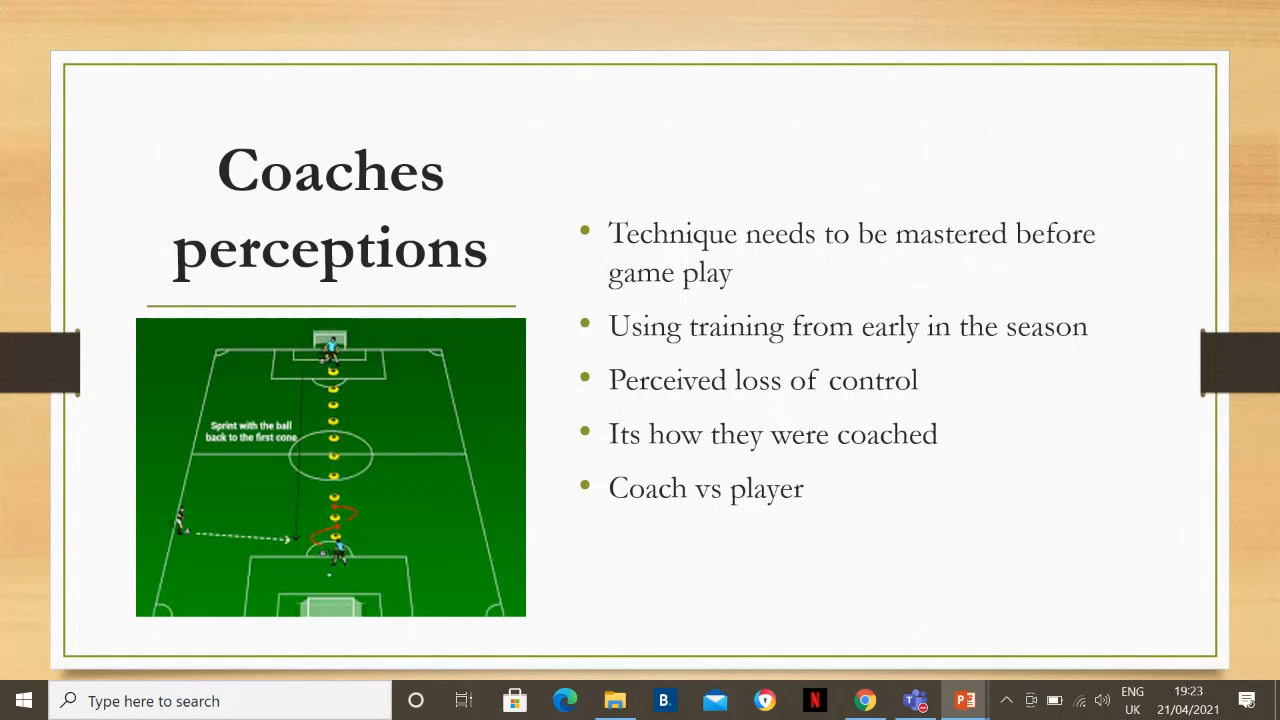 Coaches
perceptions
Sprint with the ball
back to the first cone
• Technique needs to be mastered before
game play
• Using training from early in the season
• Perceived loss of control
• Its how they were coached
• Coach vs player
Type here to search
B.
N
ENG
UK
19:23
21/04/2021